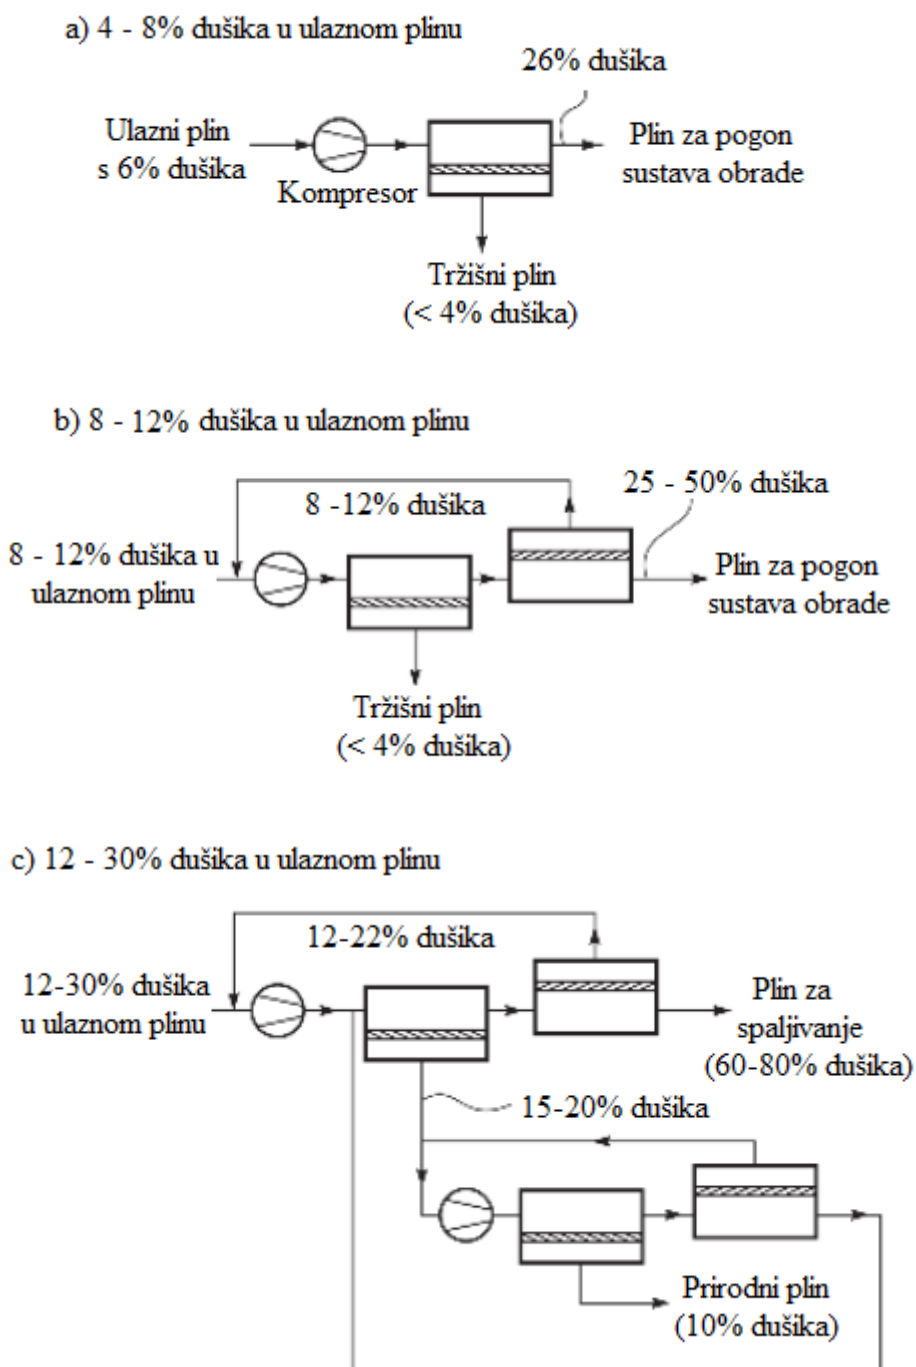 a) 4 - 8% dušika u ulaznom plinu
26% dušika
Ulazni plin
s 6% dušika
Kompresor
Plin za pogon
sustava obrade
Tržišni plin
(< 4% dušika)
b) 8 - 12% dušika u ulaznom plinu
25 - 50% dušika
8 -12% dušika
8 - 12% dušika u
ulaznom plinu
Plin za pogon
sustava obrade
Tržišni plin
(< 4% dušika)
c) 12 - 30% dušika u ulaznom plinu
12-22% dušika
12-30% dušika
u ulaznom plinu
Plin za
spaljivanje
(60-80% dušika)
15-20% dušika
Prirodni plin
(10% dušika)